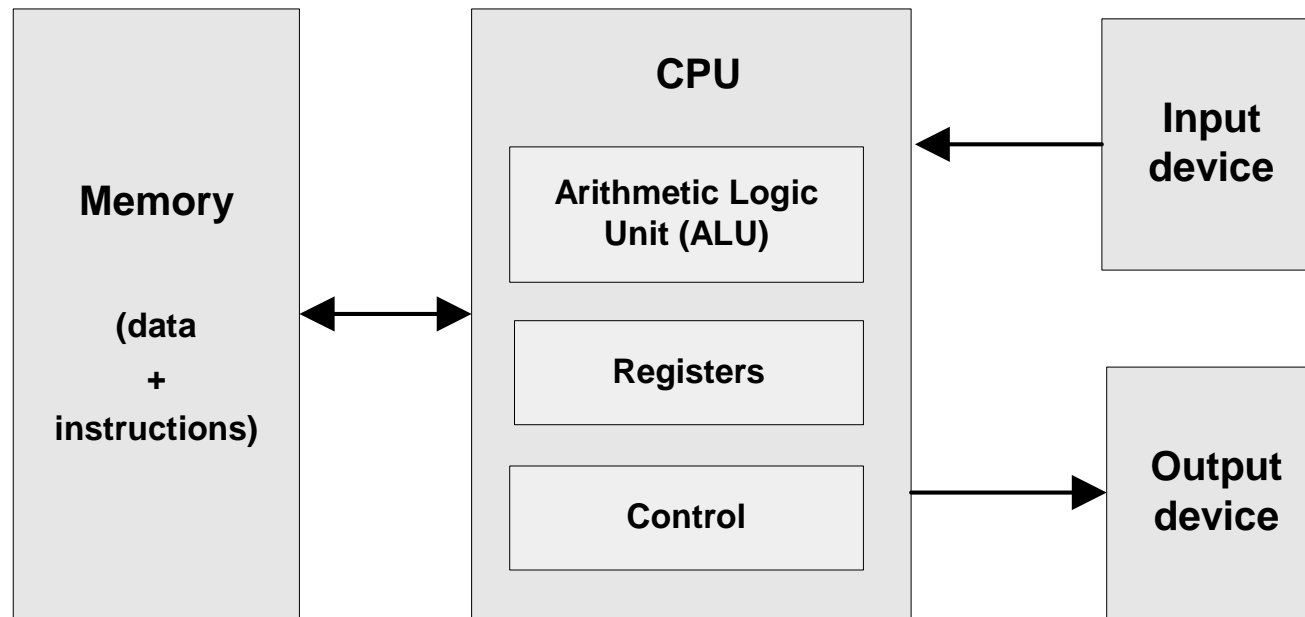 Memory
(data
+
instructions)
CPU
Arithmetic Logic
Unit (ALU)
Registers
Control
Input
device
Output
device